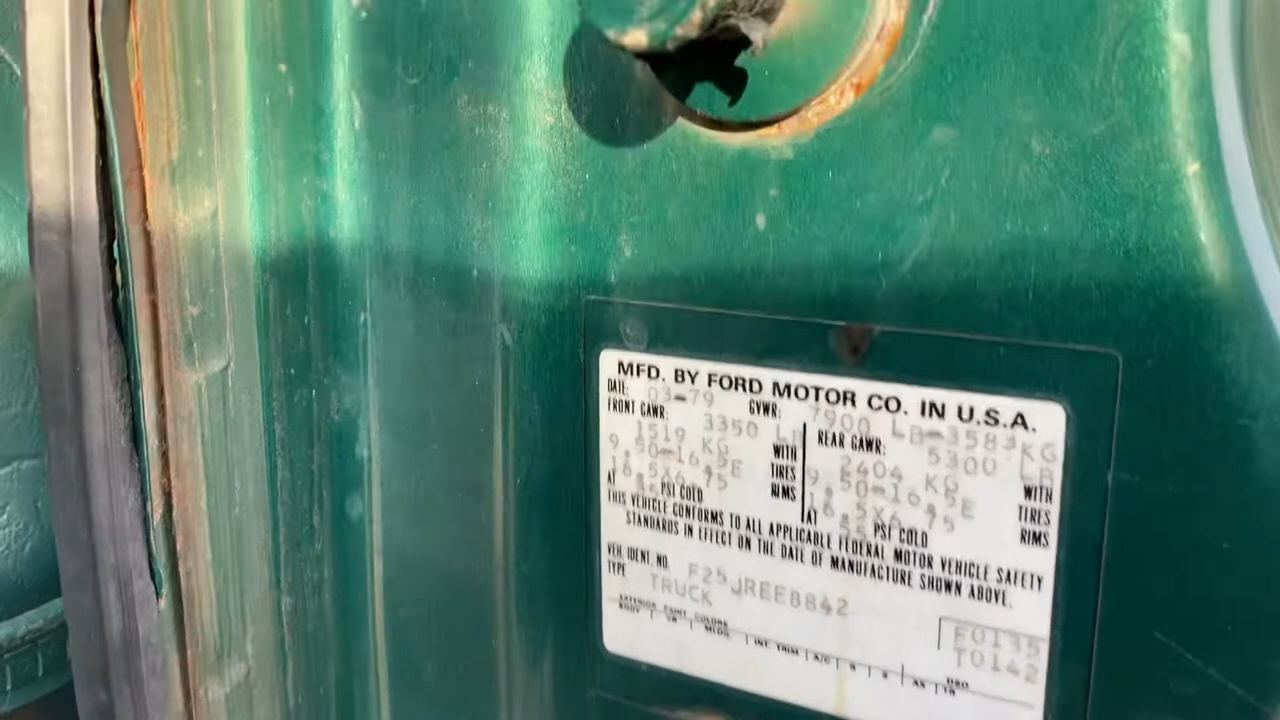 MFD. BY FORD MOTOR CO. IN U.S.A.
DATE: 03-79 GVWR: 7900 LB-3583 KG
FRONT GAWR: 3350 LB REAR GAWR: 5300 LB
1519 KG WITH 2404 KG WITH
9.50-16.5E TIRES 9.50-16.5E TIRES
16.5X6.75 RIMS 16.5X6.75 RIMS
AT PSI COLD AT PSI COLD
THIS VEHICLE CONFORMS TO ALL APPLICABLE FEDERAL MOTOR VEHICLE SAFETY
STANDARDS IN EFFECT ON THE DATE OF MANUFACTURE SHOWN ABOVE.
VEH. IDENT. NO. F25JREE8842
TYPE TRUCK
F0135
T0142
EXTERIOR PAINT COLORS DSO
BODY VR MLDG INT. TRIM A/C R S AX TR